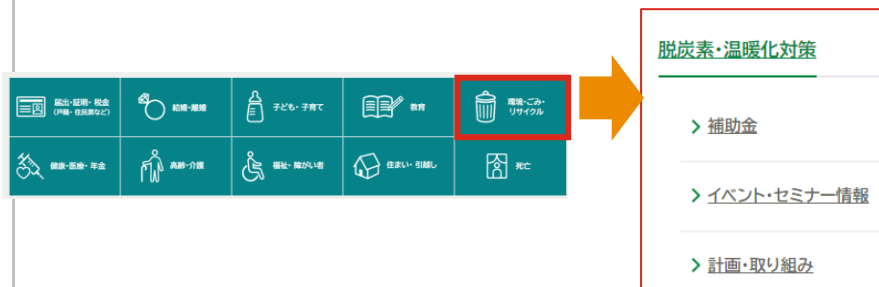 届出・証明・税金
(戸籍・住民票など)
結婚・離婚
子ども・子育て
教育
環境・ごみ・
リサイクル
健康・医療・年金
高齢・介護
福祉・障がい者
住まい・引越し
死亡
脱炭素・温暖化対策
補助金
イベント・セミナー情報
計画・取り組み